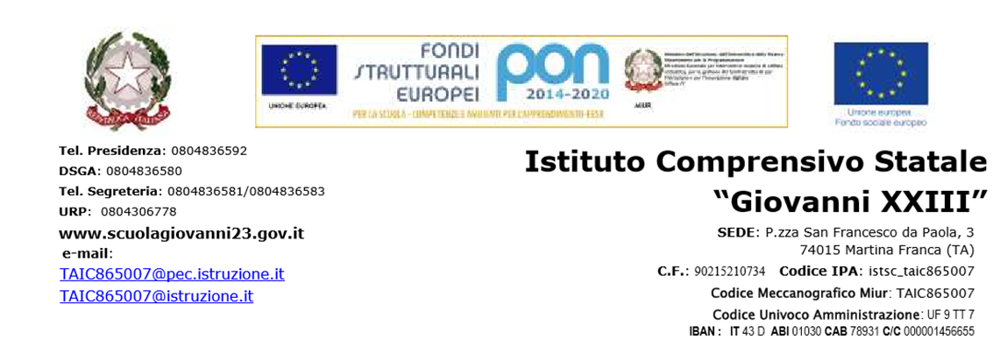 REPUBBLICA ITALIANA
UNIONE EUROPEA
FONDI
STRUTTURALI
EUROPEI
pon
2014-2020
PER LA SCUOLA - COMPETENZE E AMBIENTI PER L'APPRENDIMENTO-FESR
MIUR
Unione europea
Fondo sociale europeo
Tel. Presidenza: 0804836592
DSGA: 0804836580
Tel. Segreteria: 0804836581/0804836583
URP: 0804306778
www.scuolagiovanni23.gov.it
e-mail:
TAIC865007@pec.istruzione.it
TAIC865007@istruzione.it
Istituto Comprensivo Statale
“Giovanni XXIII”
SEDE: P.zza San Francesco da Paola, 3
74015 Martina Franca (TA)
C.F.: 90215210734 Codice IPA: istsc_taic865007
Codice Meccanografico Miur: TAIC865007
Codice Univoco Amministrazione: UF 9 TT 7
IBAN : IT 43 D ABI 01030 CAB 78931 C/C 000001456655